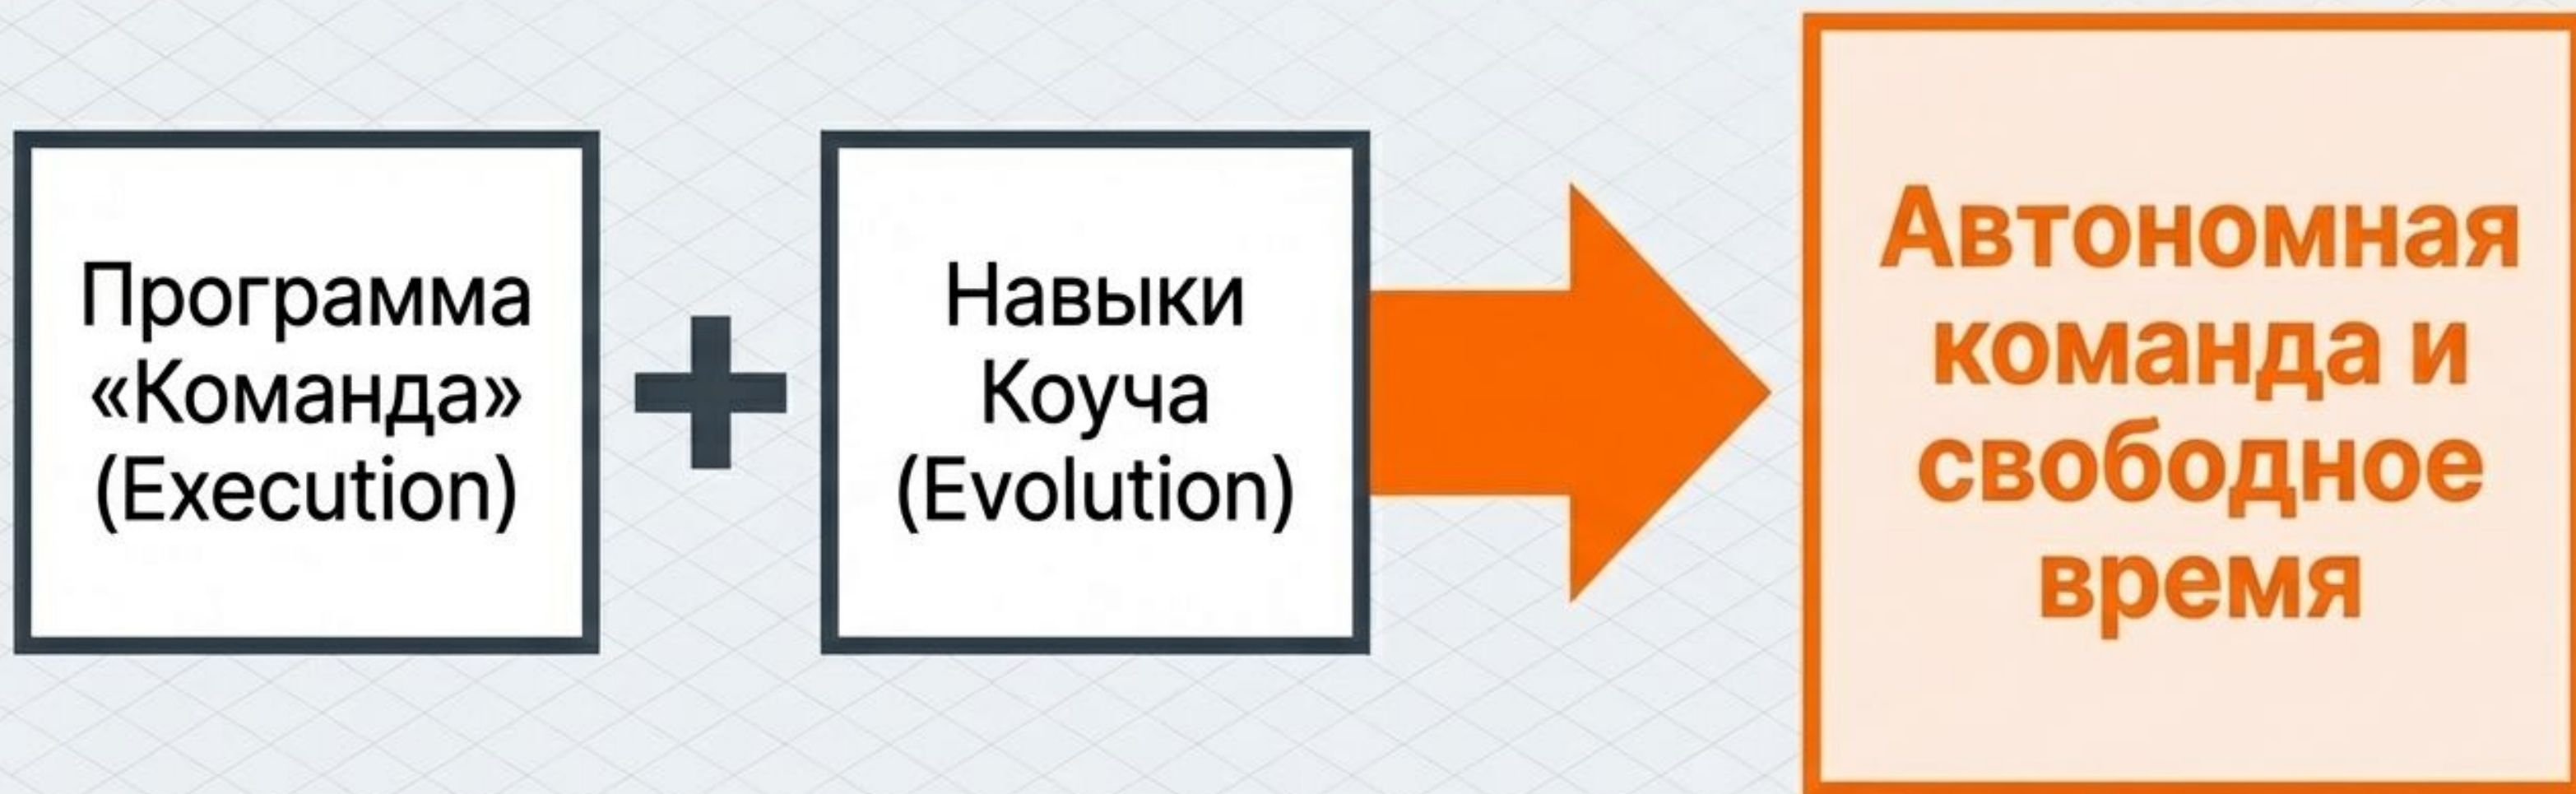 Программа
«Команда»
(Execution)
Навыки
Коуча
(Evolution)
Автономная
команда и
свободное
время